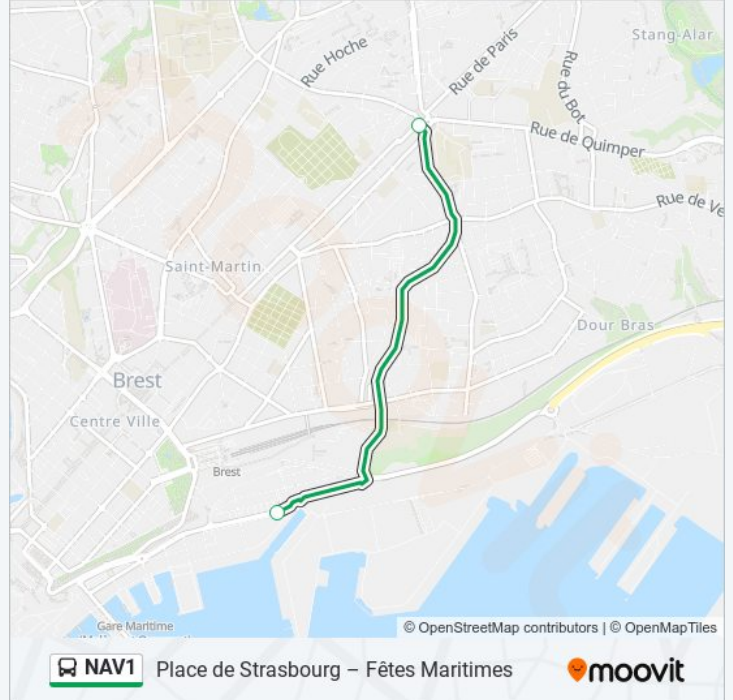 Stang-Alar
Rue Hoche
Rue de Paris
Rue du Bot
Rue de Quimper
Rue de Ve
Saint-Martin
Dour Bras
Brest
Centre Ville
Brest
Gare Maritime
© OpenStreetMap contributors | © OpenMapTiles
NAV1 Place de Strasbourg – Fêtes Maritimes
moovit